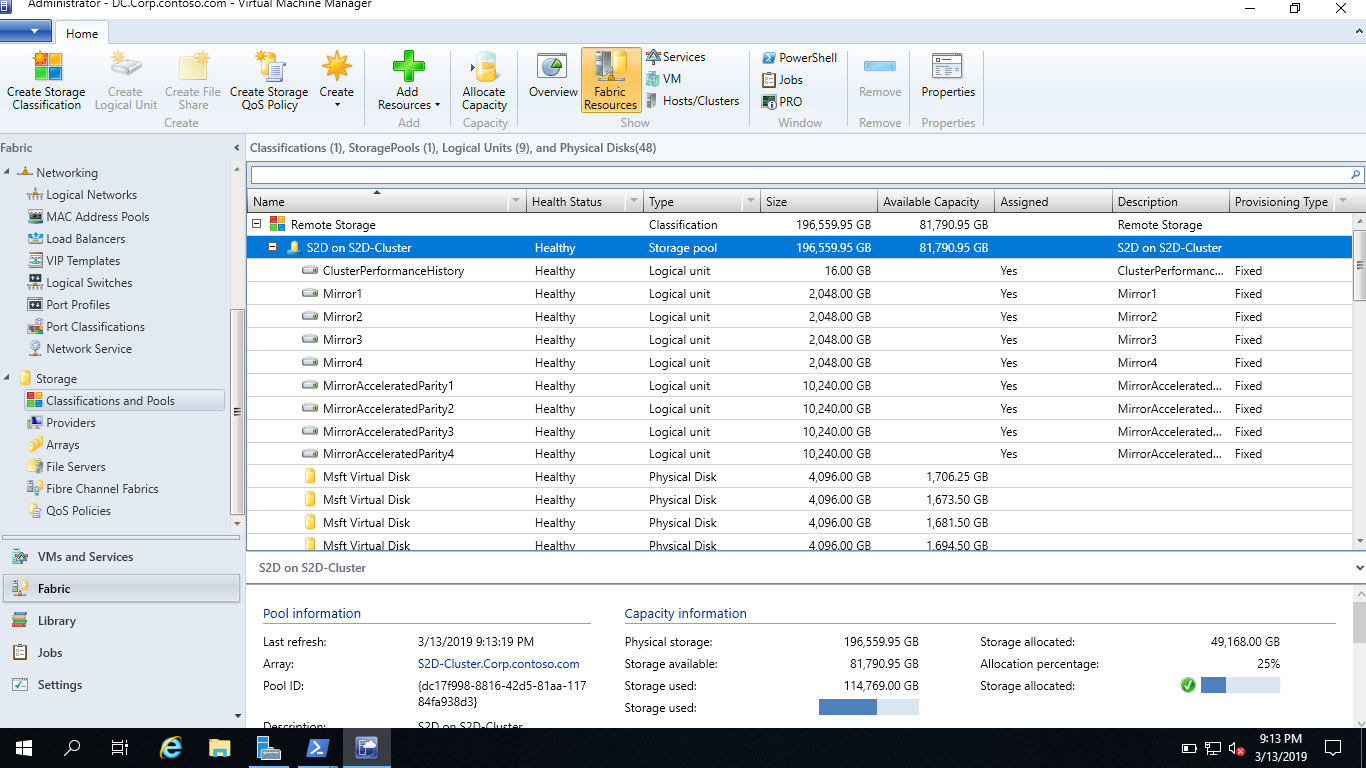 Administrator - DC.Corp.contoso.com - Virtual Machine Manager
Home
Create Storage Classification
Create Logical Unit
Create File Share
Create Storage QoS Policy
Create
Create
Add Resources
Add
Allocate Capacity
Capacity
Overview
Fabric Resources
Services
VM
Hosts/Clusters
Show
PowerShell
Jobs
PRO
Window
Remove
Remove
Properties
Properties
Fabric
Networking
Logical Networks
MAC Address Pools
Load Balancers
VIP Templates
Logical Switches
Port Profiles
Port Classifications
Network Service
Storage
Classifications and Pools
Providers
Arrays
File Servers
Fibre Channel Fabrics
QoS Policies
VMs and Services
Fabric
Library
Jobs
Settings
Classifications (1), StoragePools (1), Logical Units (9), and Physical Disks(48)
Name Health Status Type Size Available Capacity Assigned Description Provisioning Type
Remote Storage Classification 196,559.95 GB 81,790.95 GB Remote Storage
S2D on S2D-Cluster Healthy Storage pool 196,559.95 GB 81,790.95 GB S2D on S2D-Cluster
ClusterPerformanceHistory Healthy Logical unit 16.00 GB Yes ClusterPerformanc... Fixed
Mirror1 Healthy Logical unit 2,048.00 GB Yes Mirror1 Fixed
Mirror2 Healthy Logical unit 2,048.00 GB Yes Mirror2 Fixed
Mirror3 Healthy Logical unit 2,048.00 GB Yes Mirror3 Fixed
Mirror4 Healthy Logical unit 2,048.00 GB Yes Mirror4 Fixed
MirrorAcceleratedParity1 Healthy Logical unit 10,240.00 GB Yes MirrorAccelerated... Fixed
MirrorAcceleratedParity2 Healthy Logical unit 10,240.00 GB Yes MirrorAccelerated... Fixed
MirrorAcceleratedParity3 Healthy Logical unit 10,240.00 GB Yes MirrorAccelerated... Fixed
MirrorAcceleratedParity4 Healthy Logical unit 10,240.00 GB Yes MirrorAccelerated... Fixed
Msft Virtual Disk Healthy Physical Disk 4,096.00 GB 1,706.25 GB
Msft Virtual Disk Healthy Physical Disk 4,096.00 GB 1,673.50 GB
Msft Virtual Disk Healthy Physical Disk 4,096.00 GB 1,681.50 GB
Msft Virtual Disk Healthy Physical Disk 4,096.00 GB 1,694.50 GB
S2D on S2D-Cluster
Pool information
Last refresh: 3/13/2019 9:13:19 PM
Array: S2D-Cluster.Corp.contoso.com
Pool ID: {dc17f998-8816-42d5-81aa-117
84fa938d3}
Description: S2D on S2D-Cluster
Capacity information
Physical storage: 196,559.95 GB
Storage available: 81,790.95 GB
Storage used: 114,769.00 GB
Storage used:
Storage allocated: 49,168.00 GB
Allocation percentage: 25%
Storage allocated:
9:13 PM
3/13/2019